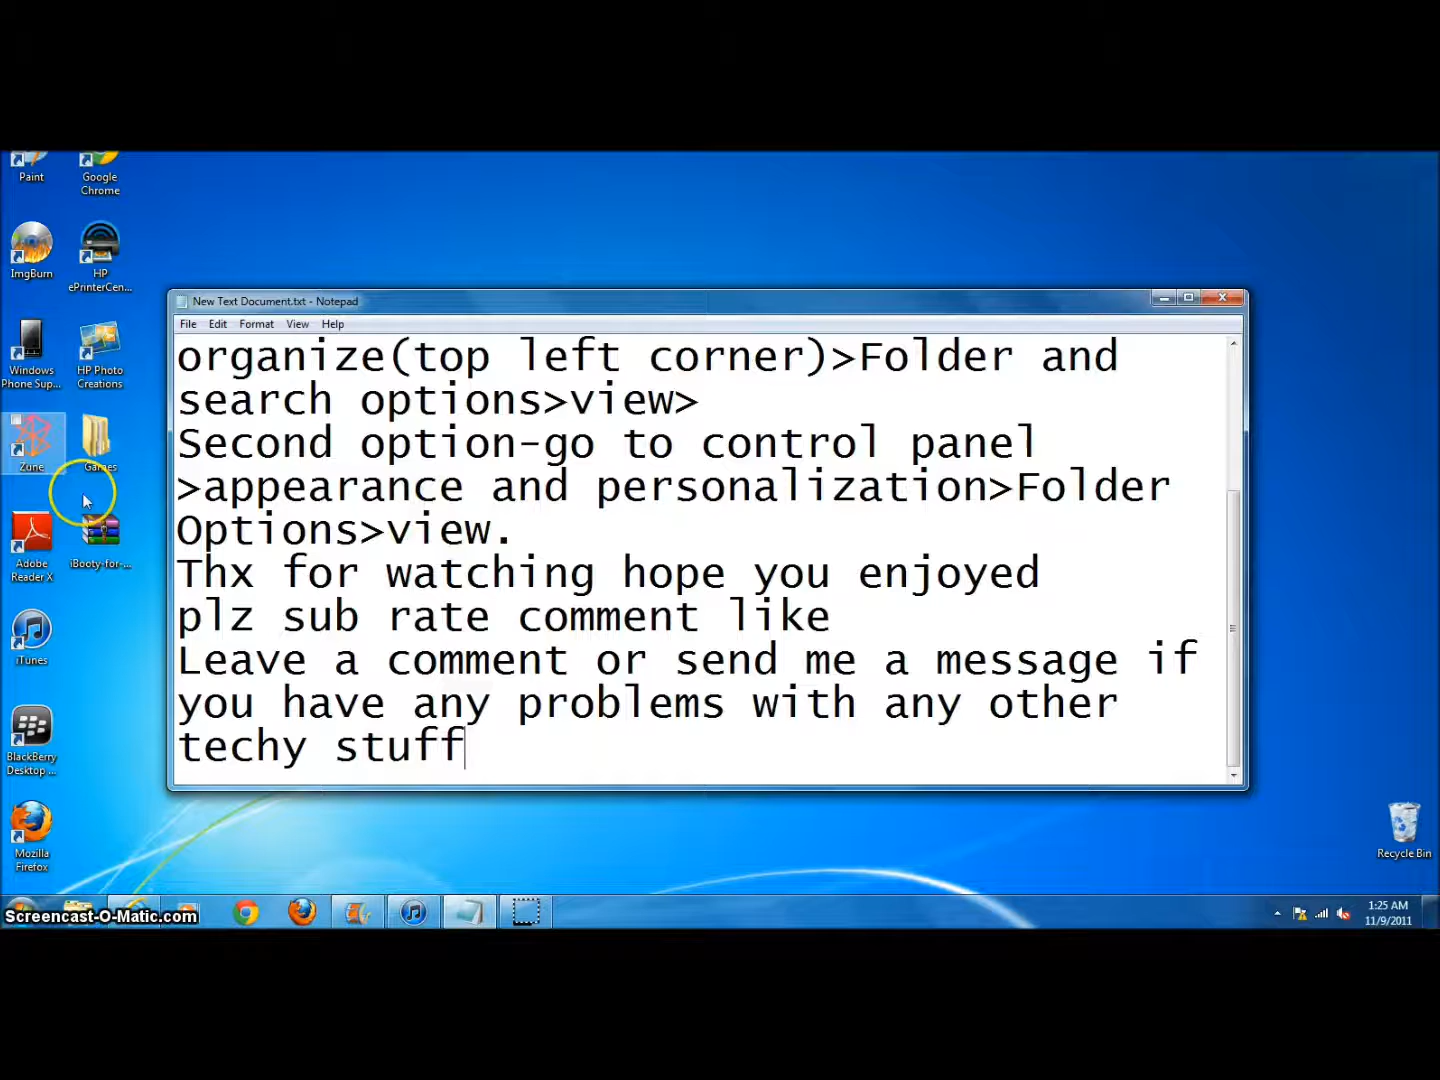 Paint
Google
Chrome
ImgBurn
HP
ePrinterCen...
Windows
Phone Sup...
HP Photo
Creations
Zune
Games
Adobe
Reader X
iBooty-for-...
iTunes
BlackBerry
Desktop ...
Mozilla
Firefox
New Text Document.txt - Notepad
File Edit Format View Help
organize(top left corner)>Folder and
search options>view>
Second option-go to control panel
>appearance and personalization>Folder
Options>view.
Thx for watching hope you enjoyed
plz sub rate comment like
Leave a comment or send me a message if
you have any problems with any other
techy stuff
Recycle Bin
Screencast-O-Matic.com
1:25 AM
11/9/2011